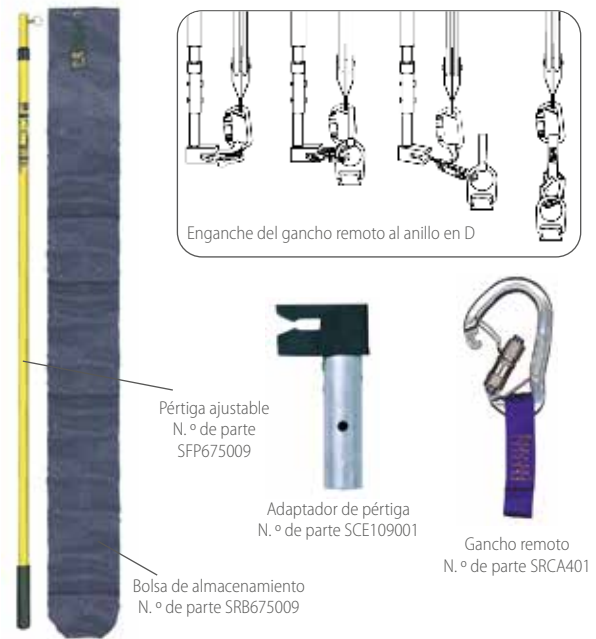 Enganche del gancho remoto al anillo en D
Pértiga ajustable
N. º de parte
SFP675009
Adaptador de pértiga
N. º de parte SCE109001
Gancho remoto
N. º de parte SRCA401
Bolsa de almacenamiento
N. º de parte SRB675009